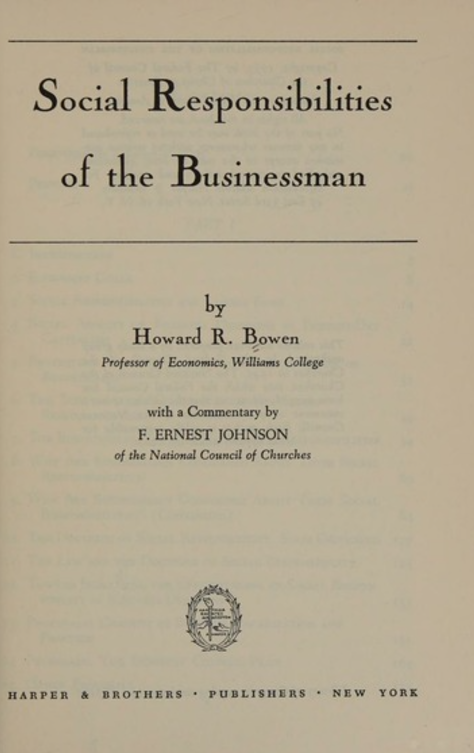 Social Responsibilities
of the Businessman
by
Howard R. Bowen
Professor of Economics, Williams College
with a Commentary by
F. ERNEST JOHNSON
of the National Council of Churches
HARPER & BROTHERS · PUBLISHERS · NEW YORK